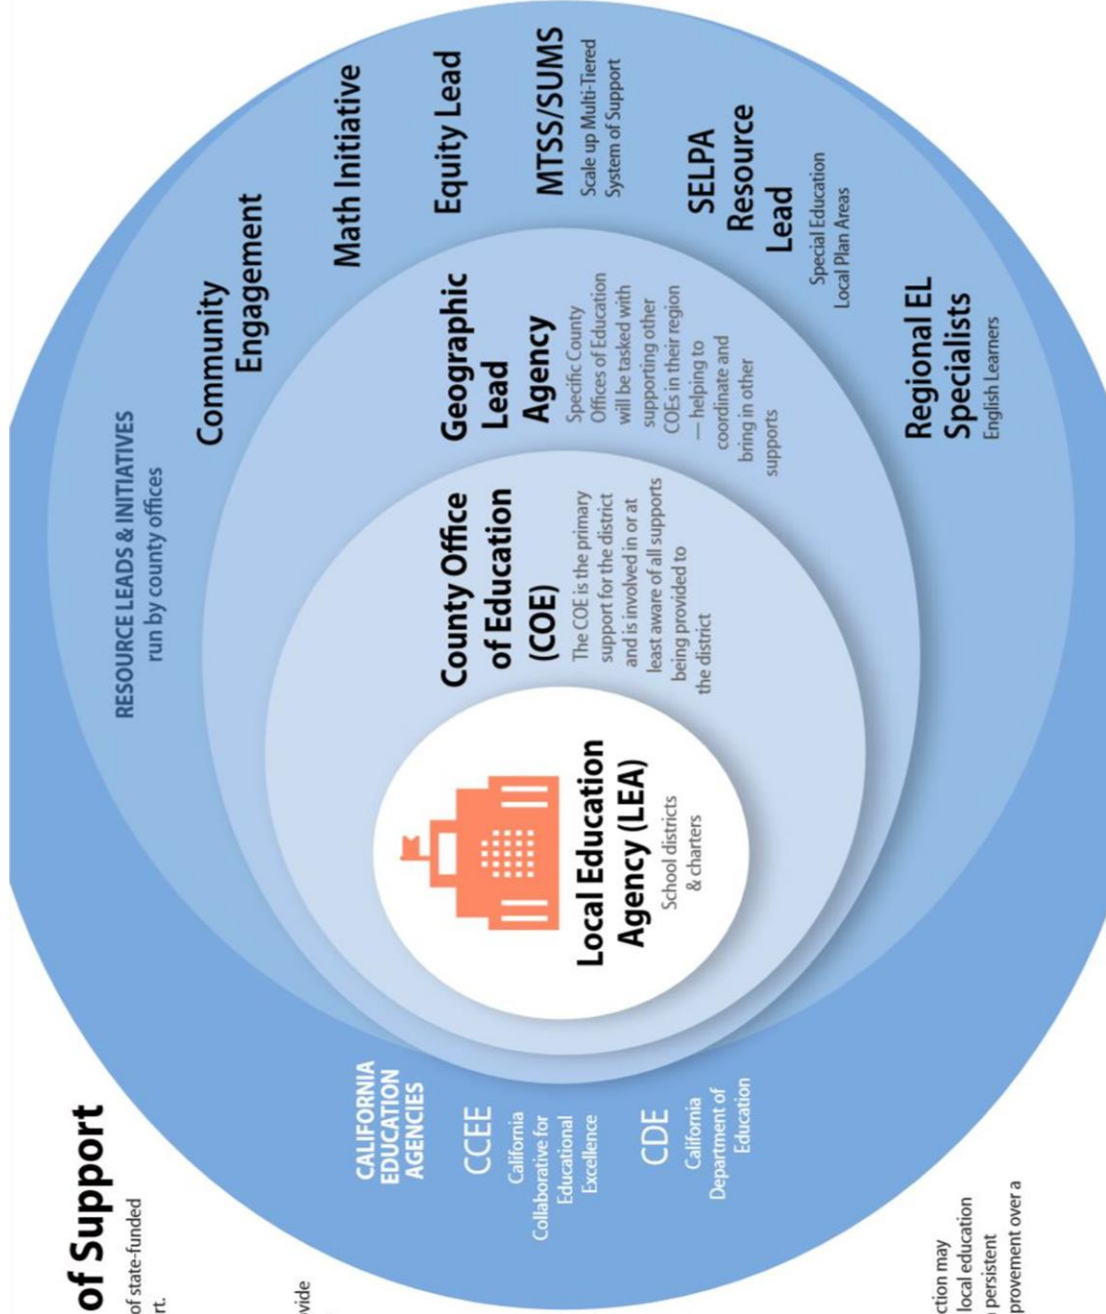 of Support
of state-funded
rt.
vide
CALIFORNIA
EDUCATION
AGENCIES
CCEE
California
Collaborative for
Educational
Excellence
CDE
California
Department of
Education
ction may
local education
persistent
provement over a
Local Education
Agency (LEA)
School districts
& charters
County Office
of Education
(COE)
The COE is the primary
support for the district
and is involved in or at
least aware of all supports
being provided to
the district
Geographic
Lead
Agency
Specific County
Offices of Education
will be tasked with
supporting other
COEs in their region
— helping to
coordinate and
bring in other
supports
RESOURCE LEADS & INITIATIVES
run by county offices
Community
Engagement
Math Initiative
Equity Lead
MTSS/SUMS
Scale up Multi-Tiered
System of Support
SELPA
Resource
Lead
Special Education
Local Plan Areas
Regional EL
Specialists
English Learners